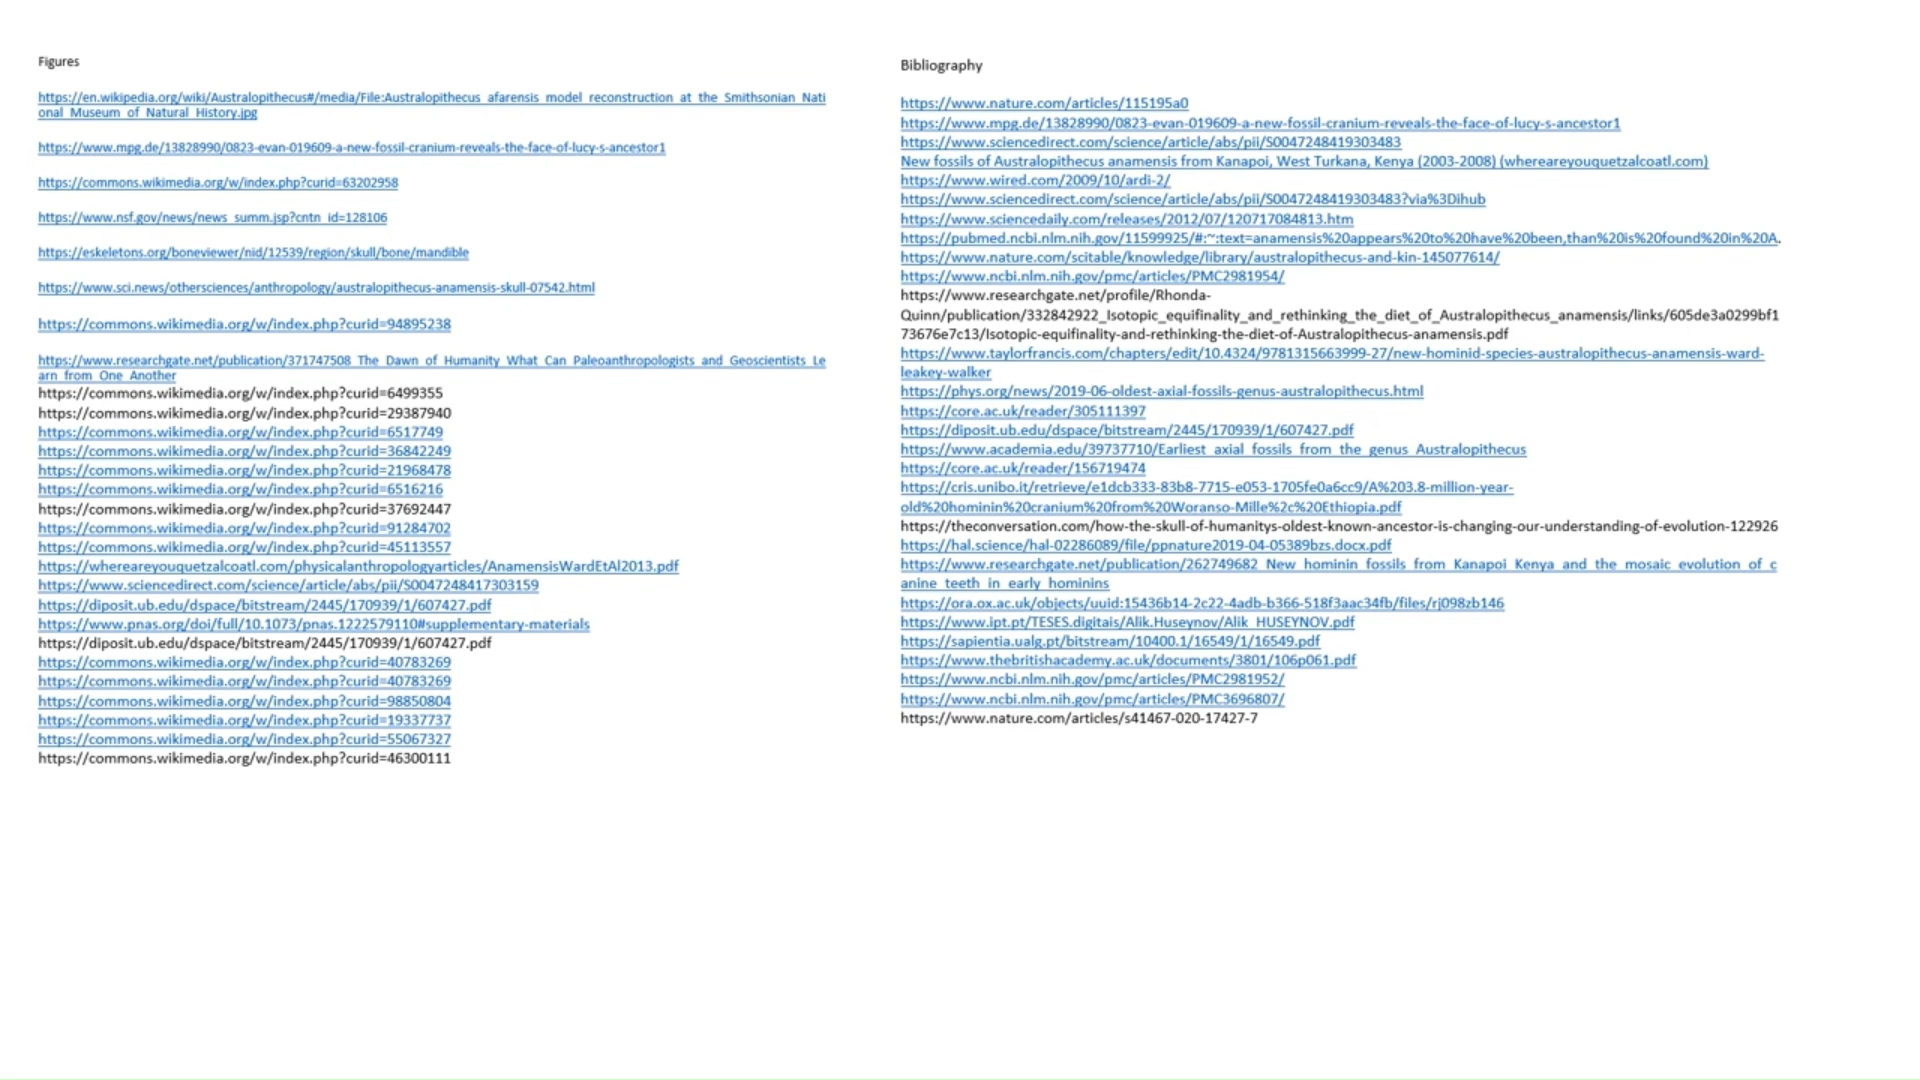 Figures
https://en.wikipedia.org/wiki/Australopithecus#/media/File:Australopithecus_afarensis_model_reconstruction_at_the_Smithsonian_Nati
onal_Museum_of_Natural_History.jpg
https://www.mpg.de/13828990/0823-evan-019609-a-new-fossil-cranium-reveals-the-face-of-lucy-s-ancestor1
https://commons.wikimedia.org/w/index.php?curid=63202958
https://www.nsf.gov/news/news_summ.jsp?cntn_id=128106
https://eskeletons.org/boneviewer/nid/12539/region/skull/bone/mandible
https://www.sci.news/othersciences/anthropology/australopithecus-anamensis-skull-07542.html
https://commons.wikimedia.org/w/index.php?curid=94895238
https://www.researchgate.net/publication/371747508_The_Dawn_of_Humanity_What_Can_Paleoanthropologists_and_Geoscientists_Le
arn_from_One_Another
https://commons.wikimedia.org/w/index.php?curid=6499355
https://commons.wikimedia.org/w/index.php?curid=29387940
https://commons.wikimedia.org/w/index.php?curid=6517749
https://commons.wikimedia.org/w/index.php?curid=36842249
https://commons.wikimedia.org/w/index.php?curid=21968478
https://commons.wikimedia.org/w/index.php?curid=6516216
https://commons.wikimedia.org/w/index.php?curid=37692447
https://commons.wikimedia.org/w/index.php?curid=91284702
https://commons.wikimedia.org/w/index.php?curid=45113557
https://whereareyouquetzalcoatl.com/physicalanthropologyarticles/AnamensisWardEtAl2013.pdf
https://www.sciencedirect.com/science/article/abs/pii/S0047248417303159
https://diposit.ub.edu/dspace/bitstream/2445/170939/1/607427.pdf
https://www.pnas.org/doi/full/10.1073/pnas.1222579110#supplementary-materials
https://diposit.ub.edu/dspace/bitstream/2445/170939/1/607427.pdf
https://commons.wikimedia.org/w/index.php?curid=40783269
https://commons.wikimedia.org/w/index.php?curid=40783269
https://commons.wikimedia.org/w/index.php?curid=98850804
https://commons.wikimedia.org/w/index.php?curid=19337737
https://commons.wikimedia.org/w/index.php?curid=55067327
https://commons.wikimedia.org/w/index.php?curid=46300111
Bibliography
https://www.nature.com/articles/115195a0
https://www.mpg.de/13828990/0823-evan-019609-a-new-fossil-cranium-reveals-the-face-of-lucy-s-ancestor1
https://www.sciencedirect.com/science/article/abs/pii/S0047248419303483
New fossils of Australopithecus anamensis from Kanapoi, West Turkana, Kenya (2003-2008) (whereareyouquetzalcoatl.com)
https://www.wired.com/2009/10/ardi-2/
https://www.sciencedirect.com/science/article/abs/pii/S0047248419303483?via%3Dihub
https://www.sciencedaily.com/releases/2012/07/120717084813.htm
https://pubmed.ncbi.nlm.nih.gov/11599925/#:~:text=anamensis%20appears%20to%20have%20been,than%20is%20found%20in%20A.
https://www.nature.com/scitable/knowledge/library/australopithecus-and-kin-145077614/
https://www.ncbi.nlm.nih.gov/pmc/articles/PMC2981954/
https://www.researchgate.net/profile/Rhonda-
Quinn/publication/332842922_Isotopic_equifinality_and_rethinking_the_diet_of_Australopithecus_anamensis/links/605de3a0299bf1
73676e7c13/Isotopic-equifinality-and-rethinking-the-diet-of-Australopithecus-anamensis.pdf
https://www.taylorfrancis.com/chapters/edit/10.4324/9781315663999-27/new-hominid-species-australopithecus-anamensis-ward-
leakey-walker
https://phys.org/news/2019-06-oldest-axial-fossils-genus-australopithecus.html
https://core.ac.uk/reader/305111397
https://diposit.ub.edu/dspace/bitstream/2445/170939/1/607427.pdf
https://www.academia.edu/39737710/Earliest_axial_fossils_from_the_genus_Australopithecus
https://core.ac.uk/reader/156719474
https://cris.unibo.it/retrieve/e1dcb333-83b8-7715-e053-1705fe0a6cc9/A%203.8-million-year-
old%20hominin%20cranium%20from%20Woranso-Mille%2c%20Ethiopia.pdf
https://theconversation.com/how-the-skull-of-humanitys-oldest-known-ancestor-is-changing-our-understanding-of-evolution-122926
https://hal.science/hal-02286089/file/ppnature2019-04-05389bzs.docx.pdf
https://www.researchgate.net/publication/262749682_New_hominin_fossils_from_Kanapoi_Kenya_and_the_mosaic_evolution_of_c
anine_teeth_in_early_hominins
https://ora.ox.ac.uk/objects/uuid:15436b14-2c22-4adb-b366-518f3aac34fb/files/rj098zb146
https://www.ipt.pt/TESES.digitais/Alik.Huseynov/Alik_HUSEYNOV.pdf
https://sapientia.ualg.pt/bitstream/10400.1/16549/1/16549.pdf
https://www.thebritishacademy.ac.uk/documents/3801/106p061.pdf
https://www.ncbi.nlm.nih.gov/pmc/articles/PMC2981952/
https://www.ncbi.nlm.nih.gov/pmc/articles/PMC3696807/
https://www.nature.com/articles/s41467-020-17427-7